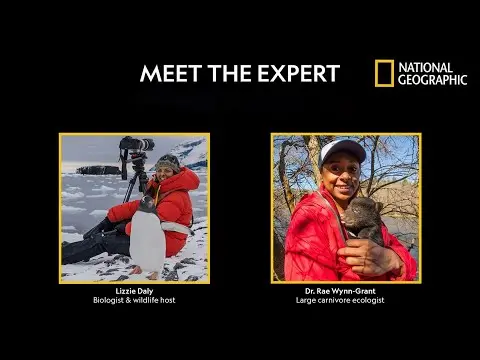 MEET THE EXPERT
NATIONAL
GEOGRAPHIC
Lizzie Daly
Biologist & wildlife host
Dr. Rae Wynn-Grant
Large carnivore ecologist